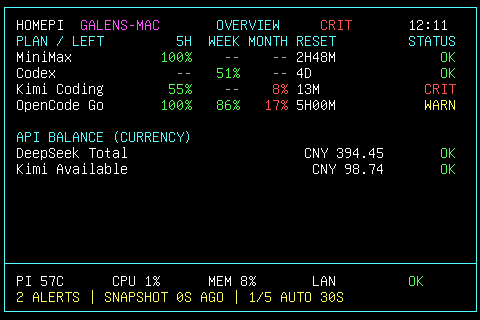 HOMEPI GALENS-MAC OVERVIEW CRIT 12:11
PLAN / LEFT 5H WEEK MONTH RESET STATUS
MiniMax 100% -- -- 2H48M OK
Codex -- 51% -- 4D OK
Kimi Coding 55% -- 8% 13M CRIT
OpenCode Go 100% 86% 17% 5H00M WARN
API BALANCE (CURRENCY)
DeepSeek Total CNY 394.45 OK
Kimi Available CNY 98.74 OK
PI 57C CPU 1% MEM 8% LAN OK
2 ALERTS | SNAPSHOT 0S AGO | 1/5 AUTO 30S